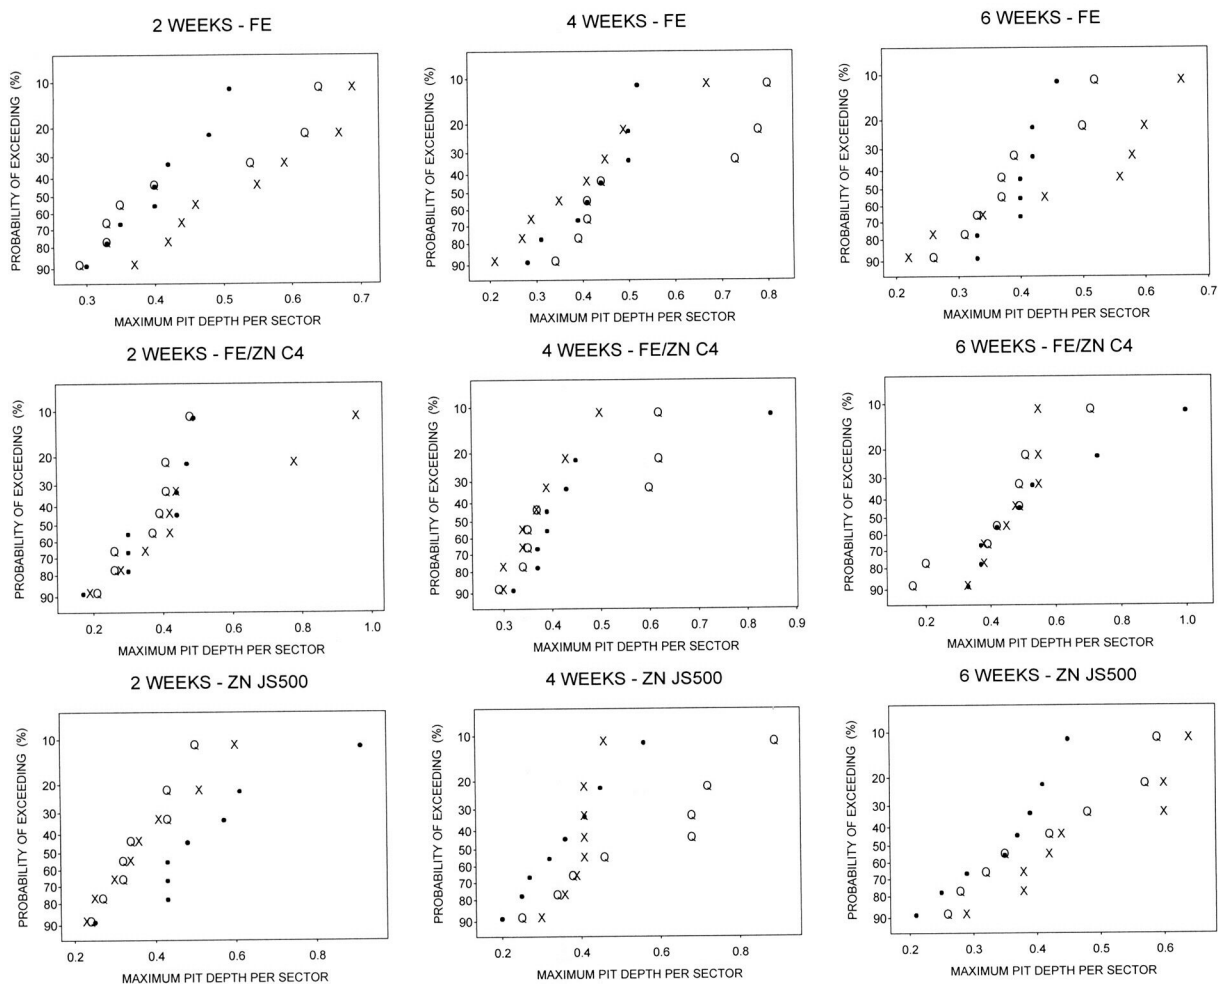 2 WEEKS - FE
4 WEEKS - FE
6 WEEKS - FE
PROBABILITY OF EXCEEDING (%)
10
20
30
40
50
60
70
80
90
0.3 0.4 0.5 0.6 0.7
MAXIMUM PIT DEPTH PER SECTOR
PROBABILITY OF EXCEEDING (%)
10
20
30
40
50
60
70
80
90
0.2 0.3 0.4 0.5 0.6 0.7 0.8
MAXIMUM PIT DEPTH PER SECTOR
PROBABILITY OF EXCEEDING (%)
10
20
30
40
50
60
70
80
90
0.2 0.3 0.4 0.5 0.6 0.7
MAXIMUM PIT DEPTH PER SECTOR
2 WEEKS - FE/ZN C4
4 WEEKS - FE/ZN C4
6 WEEKS - FE/ZN C4
PROBABILITY OF EXCEEDING (%)
10
20
30
40
50
60
70
80
90
0.2 0.4 0.6 0.8 1.0
MAXIMUM PIT DEPTH PER SECTOR
PROBABILITY OF EXCEEDING (%)
10
20
30
40
50
60
70
80
90
0.3 0.4 0.5 0.6 0.7 0.8 0.9
MAXIMUM PIT DEPTH PER SECTOR
PROBABILITY OF EXCEEDING (%)
10
20
30
40
50
60
70
80
90
0.2 0.4 0.6 0.8 1.0
MAXIMUM PIT DEPTH PER SECTOR
2 WEEKS - ZN JS500
4 WEEKS - ZN JS500
6 WEEKS - ZN JS500
PROBABILITY OF EXCEEDING (%)
10
20
30
40
50
60
70
80
90
0.2 0.4 0.6 0.8
MAXIMUM PIT DEPTH PER SECTOR
PROBABILITY OF EXCEEDING (%)
10
20
30
40
50
60
70
80
90
0.2 0.4 0.6 0.8
MAXIMUM PIT DEPTH PER SECTOR
PROBABILITY OF EXCEEDING (%)
10
20
30
40
50
60
70
80
90
0.2 0.3 0.4 0.5 0.6
MAXIMUM PIT DEPTH PER SECTOR